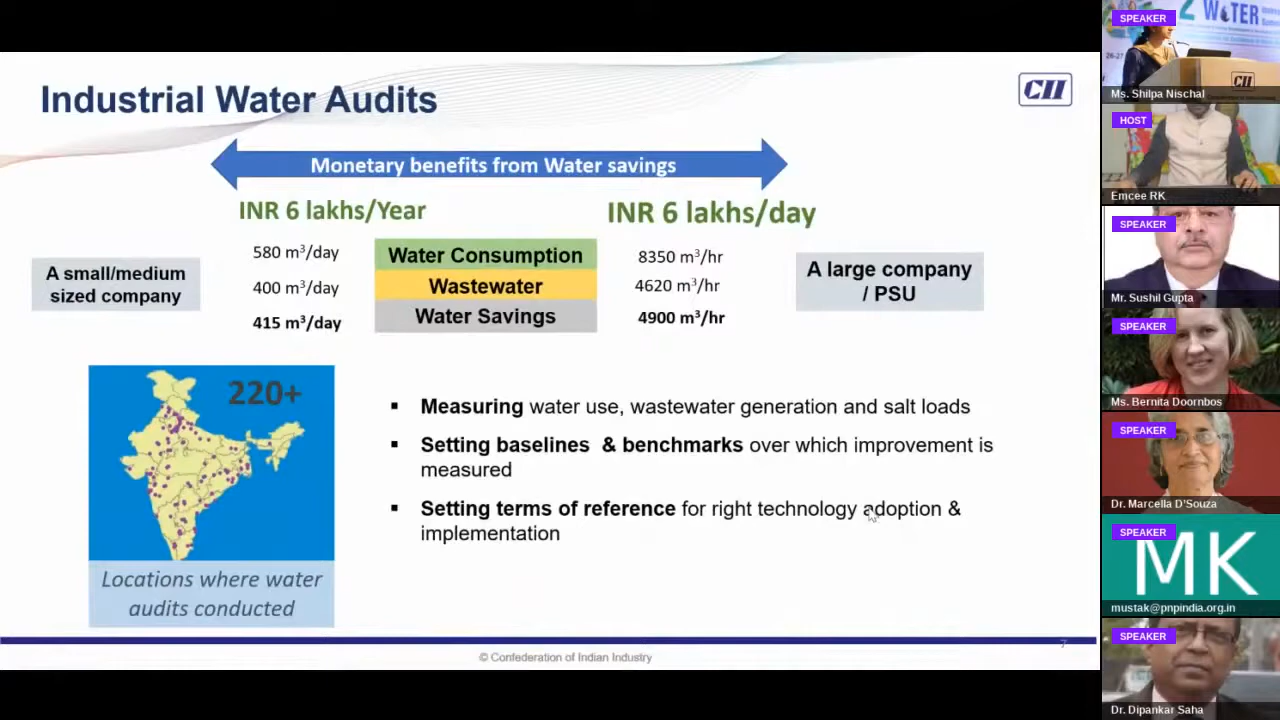 Industrial Water Audits
CII
Monetary benefits from Water savings
INR 6 lakhs/Year
INR 6 lakhs/day
A small/medium
sized company
580 m³/day
400 m³/day
415 m³/day
Water Consumption
Wastewater
Water Savings
8350 m³/hr
4620 m³/hr
4900 m³/hr
A large company
/ PSU
220+
Locations where water
audits conducted
▪ Measuring water use, wastewater generation and salt loads
▪ Setting baselines & benchmarks over which improvement is
measured
▪ Setting terms of reference for right technology adoption &
implementation
7
© Confederation of Indian Industry
SPEAKER
WATER
CII
Ms. Shilpa Nischal
HOST
Emcee RK
SPEAKER
Mr. Sushil Gupta
SPEAKER
Ms. Bernita Doornbos
SPEAKER
Dr. Marcella D'Souza
SPEAKER
MK
mustak@pnpindia.org.in
SPEAKER
Dr. Dipankar Saha